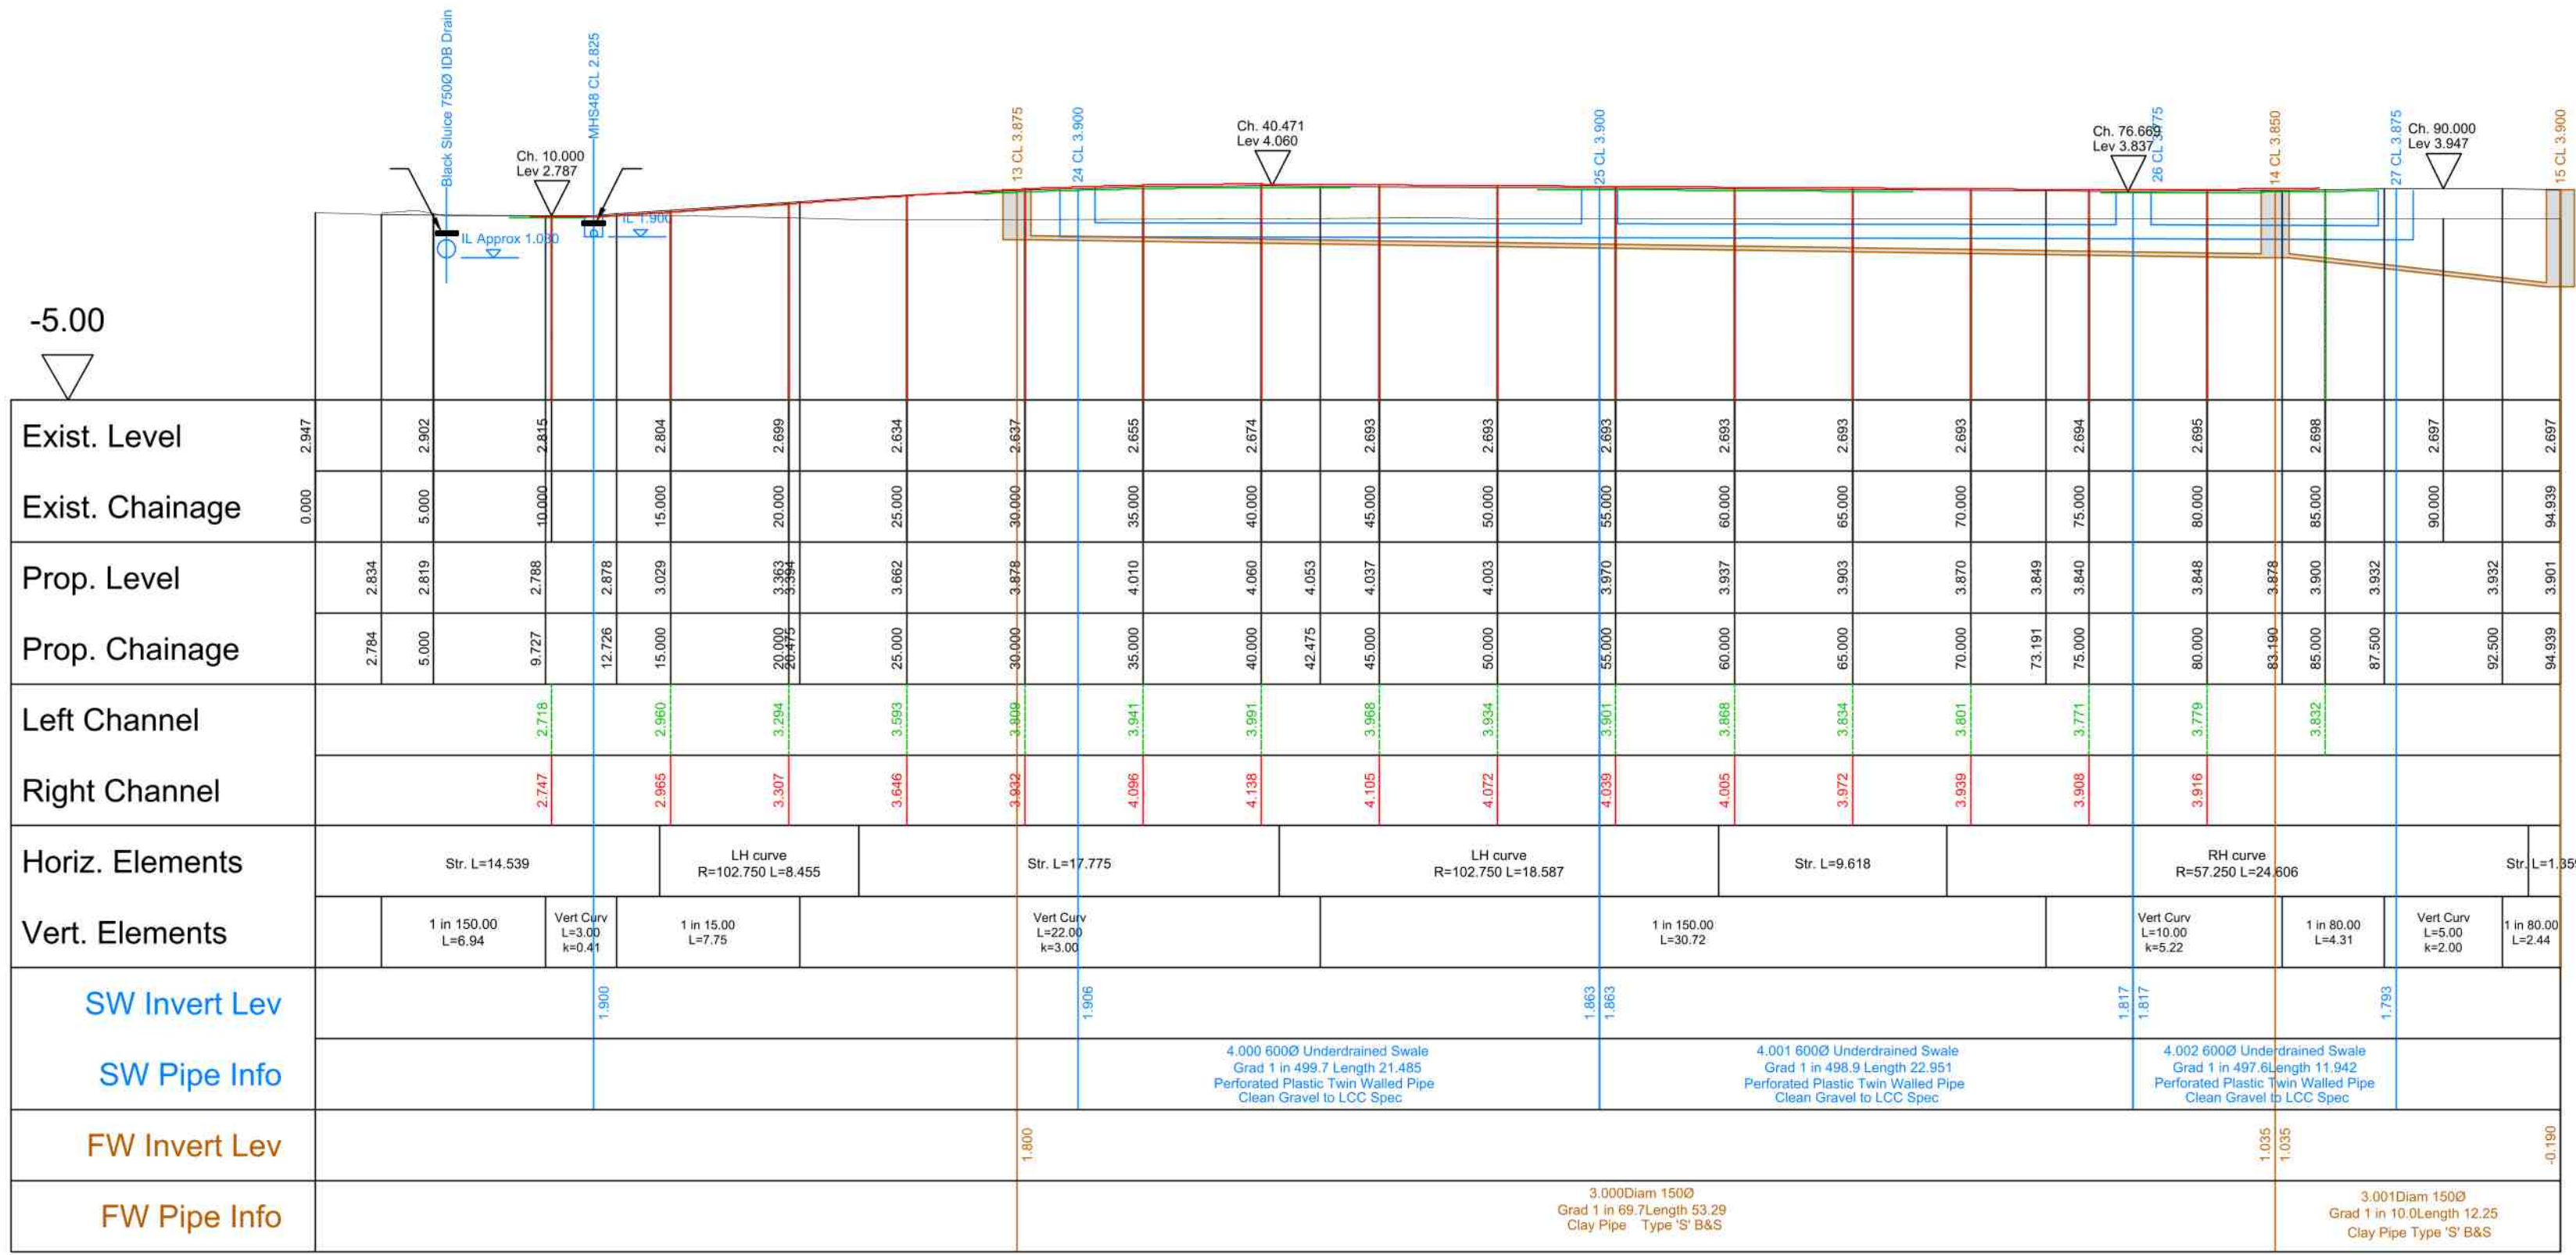 Black Sluice 750Ø IDB Drain
MHS48 CL 2.825
13 CL 3.875
24 CL 3.900
25 CL 3.900
26 CL 3.775
14 CL 3.850
27 CL 3.875
15 CL 3.900
Ch. 10.000
Lev 2.787
Ch. 40.471
Lev 4.060
Ch. 76.669
Lev 3.837
Ch. 90.000
Lev 3.947
IL Approx 1.030
IL 1.900
-5.00
Exist. Level 2.947 2.902 2.815 2.804 2.699 2.634 2.637 2.655 2.674 2.693 2.693 2.693 2.693 2.693 2.693 2.694 2.695 2.698 2.697 2.697
Exist. Chainage 0.000 5.000 10.000 15.000 20.000 25.000 30.000 35.000 40.000 45.000 50.000 55.000 60.000 65.000 70.000 75.000 80.000 85.000 90.000 94.939
Prop. Level 2.834 2.819 2.788 2.878 3.029 3.363 3.394 3.662 3.878 4.010 4.060 4.053 4.037 4.003 3.970 3.937 3.903 3.870 3.849 3.840 3.848 3.878 3.900 3.932 3.932 3.901
Prop. Chainage 2.784 5.000 9.727 12.726 15.000 20.000 20.475 25.000 30.000 35.000 40.000 42.475 45.000 50.000 55.000 60.000 65.000 70.000 73.191 75.000 80.000 83.190 85.000 87.500 92.500 94.939
Left Channel 2.718 2.960 3.294 3.593 3.809 3.941 3.991 3.968 3.934 3.901 3.868 3.834 3.801 3.771 3.779 3.832
Right Channel 2.747 2.965 3.307 3.646 3.932 4.096 4.138 4.105 4.072 4.039 4.005 3.972 3.939 3.908 3.916
Horiz. Elements
Str. L=14.539
LH curve
R=102.750 L=8.455
Str. L=17.775
LH curve
R=102.750 L=18.587
Str. L=9.618
RH curve
R=57.250 L=24.606
Str. L=1.35
Vert. Elements
1 in 150.00
L=6.94
Vert Curv
L=3.00
k=0.41
1 in 15.00
L=7.75
Vert Curv
L=22.00
k=3.00
1 in 150.00
L=30.72
Vert Curv
L=10.00
k=5.22
1 in 80.00
L=4.31
Vert Curv
L=5.00
k=2.00
1 in 80.00
L=2.44
SW Invert Lev 1.900 1.906 1.863 1.863 1.817 1.817 1.793
SW Pipe Info
4.000 600Ø Underdrained Swale
Grad 1 in 499.7 Length 21.485
Perforated Plastic Twin Walled Pipe
Clean Gravel to LCC Spec
4.001 600Ø Underdrained Swale
Grad 1 in 498.9 Length 22.951
Perforated Plastic Twin Walled Pipe
Clean Gravel to LCC Spec
4.002 600Ø Underdrained Swale
Grad 1 in 497.6Length 11.942
Perforated Plastic Twin Walled Pipe
Clean Gravel to LCC Spec
FW Invert Lev 1.800 1.035 1.035 -0.190
FW Pipe Info
3.000Diam 150Ø
Grad 1 in 69.7Length 53.29
Clay Pipe Type 'S' B&S
3.001Diam 150Ø
Grad 1 in 10.0Length 12.25
Clay Pipe Type 'S' B&S